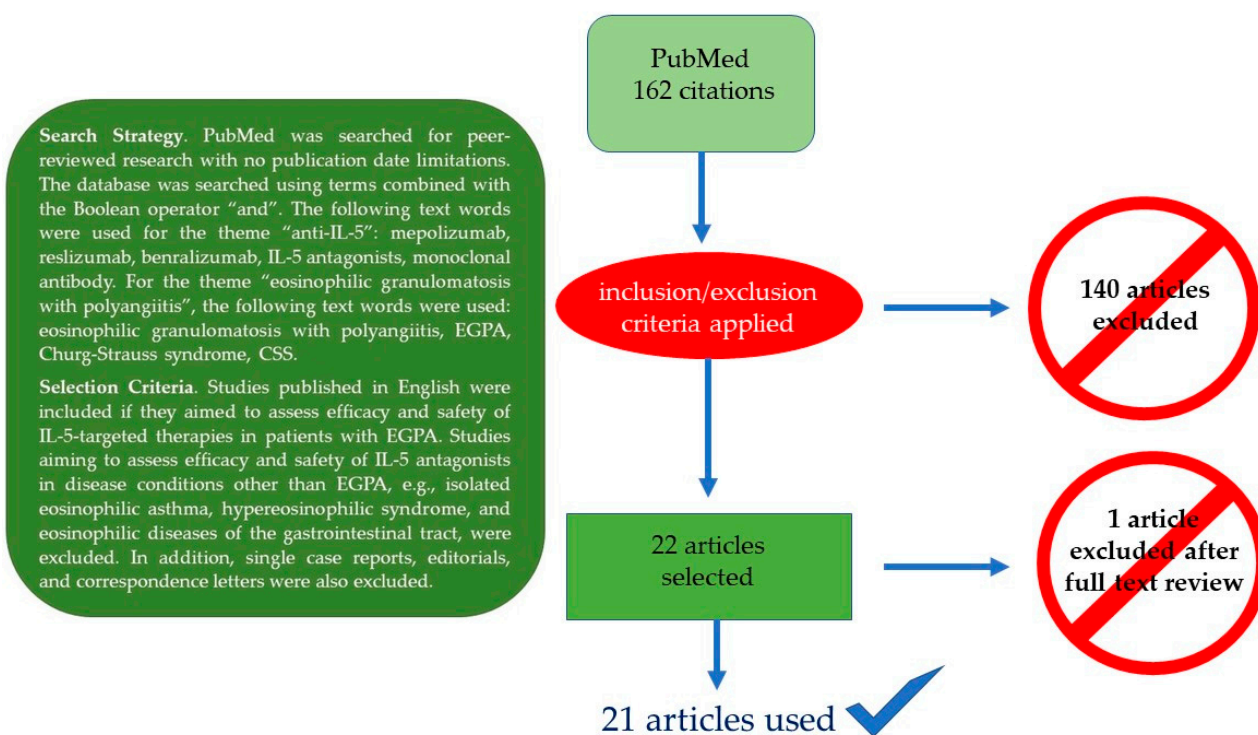 PubMed
162 citations
Search Strategy. PubMed was searched for peer-
reviewed research with no publication date limitations.
The database was searched using terms combined with
the Boolean operator “and”. The following text words
were used for the theme “anti-IL-5”: mepolizumab,
reslizumab, benralizumab, IL-5 antagonists, monoclonal
antibody. For the theme “eosinophilic granulomatosis
with polyangiitis”, the following text words were used:
eosinophilic granulomatosis with polyangiitis, EGPA,
Churg-Strauss syndrome, CSS.
Selection Criteria. Studies published in English were
included if they aimed to assess efficacy and safety of
IL-5-targeted therapies in patients with EGPA. Studies
aiming to assess efficacy and safety of IL-5 antagonists
in disease conditions other than EGPA, e.g., isolated
eosinophilic asthma, hypereosinophilic syndrome, and
eosinophilic diseases of the gastrointestinal tract, were
excluded. In addition, single case reports, editorials,
and correspondence letters were also excluded.
inclusion/exclusion
criteria applied
140 articles
excluded
22 articles
selected
1 article
excluded after
full text review
21 articles used